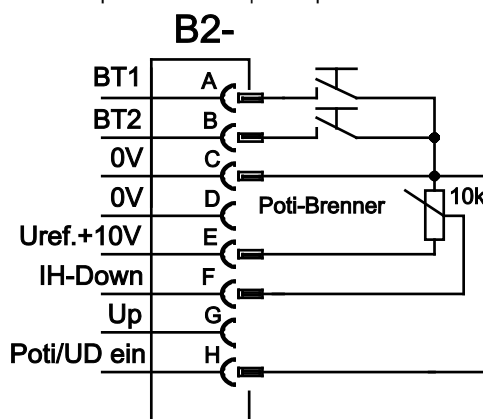 B2-
BT1 A
BT2 B
0V C
0V D
Poti-Brenner 10k
Uref.+10V E
IH-Down F
Up G
Poti/UD ein H